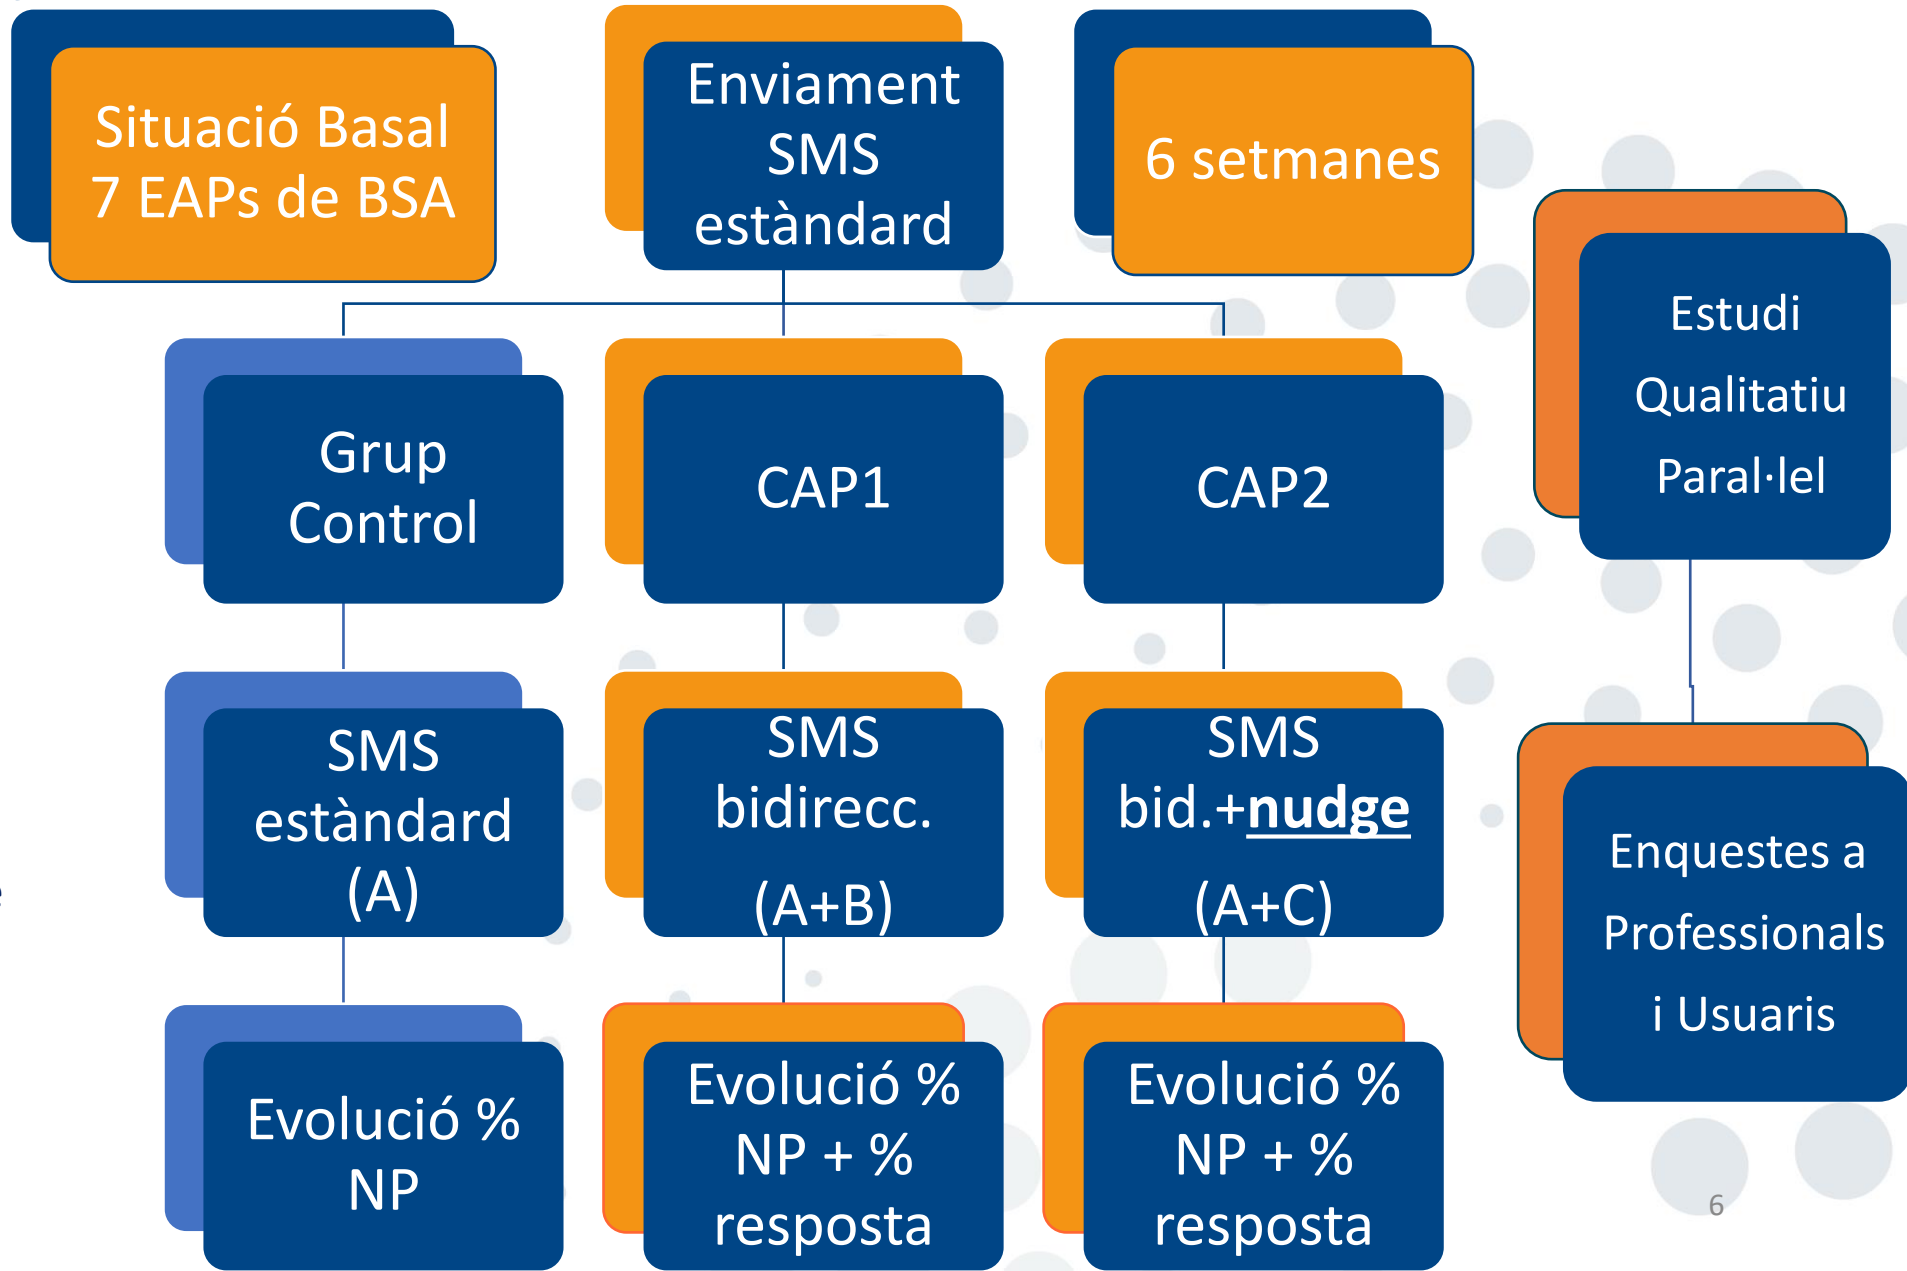 Situació Basal
7 EAPs de BSA
Enviament
SMS
estàndard
6 setmanes
Grup
Control
CAP1
CAP2
SMS
estàndard
(A)
SMS
bidirecc.
(A+B)
SMS
bid.+nudge
(A+C)
Evolució %
NP
Evolució %
NP + %
resposta
Evolució %
NP + %
resposta
Estudi
Qualitatiu
Paral·lel
Enquestes a
Professionals
i Usuaris
6